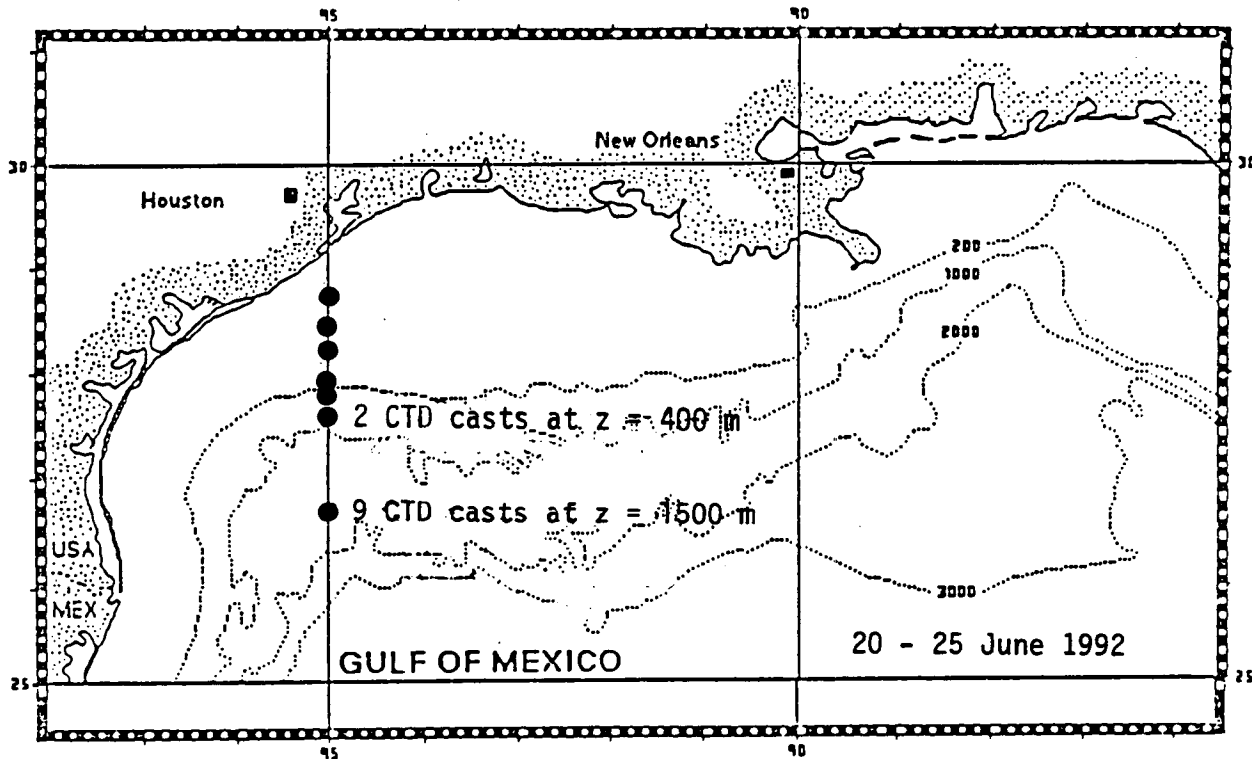 95 90
New Orleans
30 30
Houston
200
1000
2000
2 CTD casts at z = 400 m
9 CTD casts at z = 1500 m
USA
MEX
3000
20 - 25 June 1992
GULF OF MEXICO
25 25
95 90